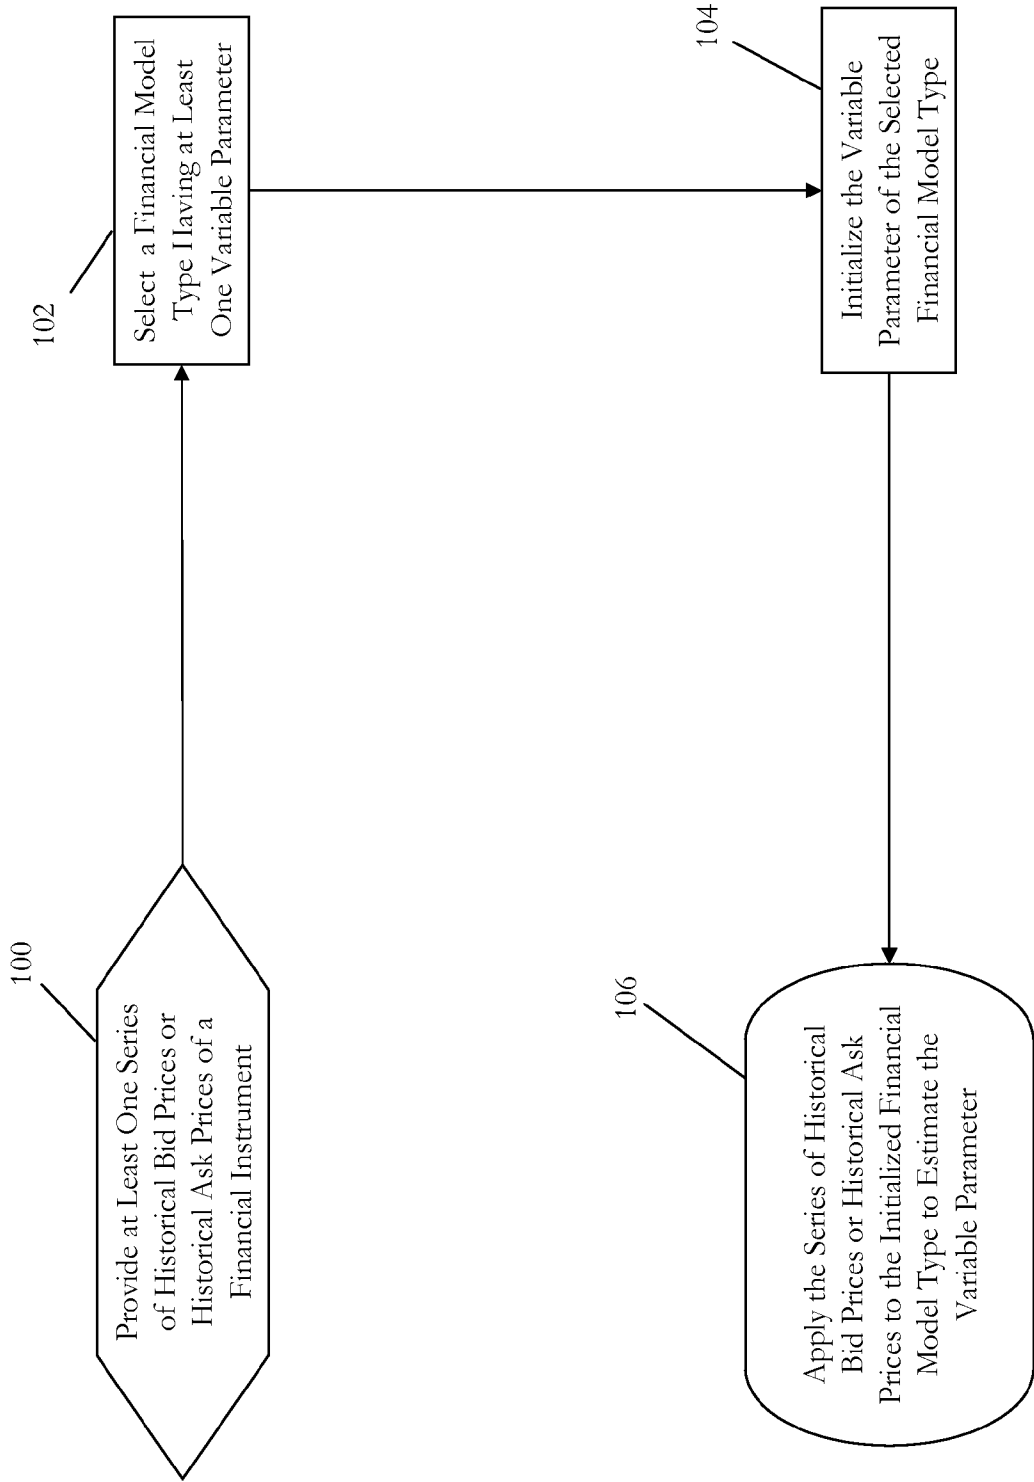 100
Provide at Least One Series
of Historical Bid Prices or
Historical Ask Prices of a
Financial Instrument
102
Select a Financial Model
Type Having at Least
One Variable Parameter
104
Initialize the Variable
Parameter of the Selected
Financial Model Type
106
Apply the Series of Historical
Bid Prices or Historical Ask
Prices to the Initialized Financial
Model Type to Estimate the
Variable Parameter